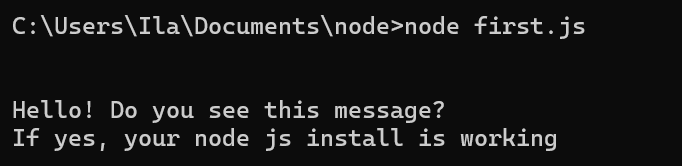 C:\Users\Ila\Documents\node>node first.js
Hello! Do you see this message?
If yes, your node js install is working